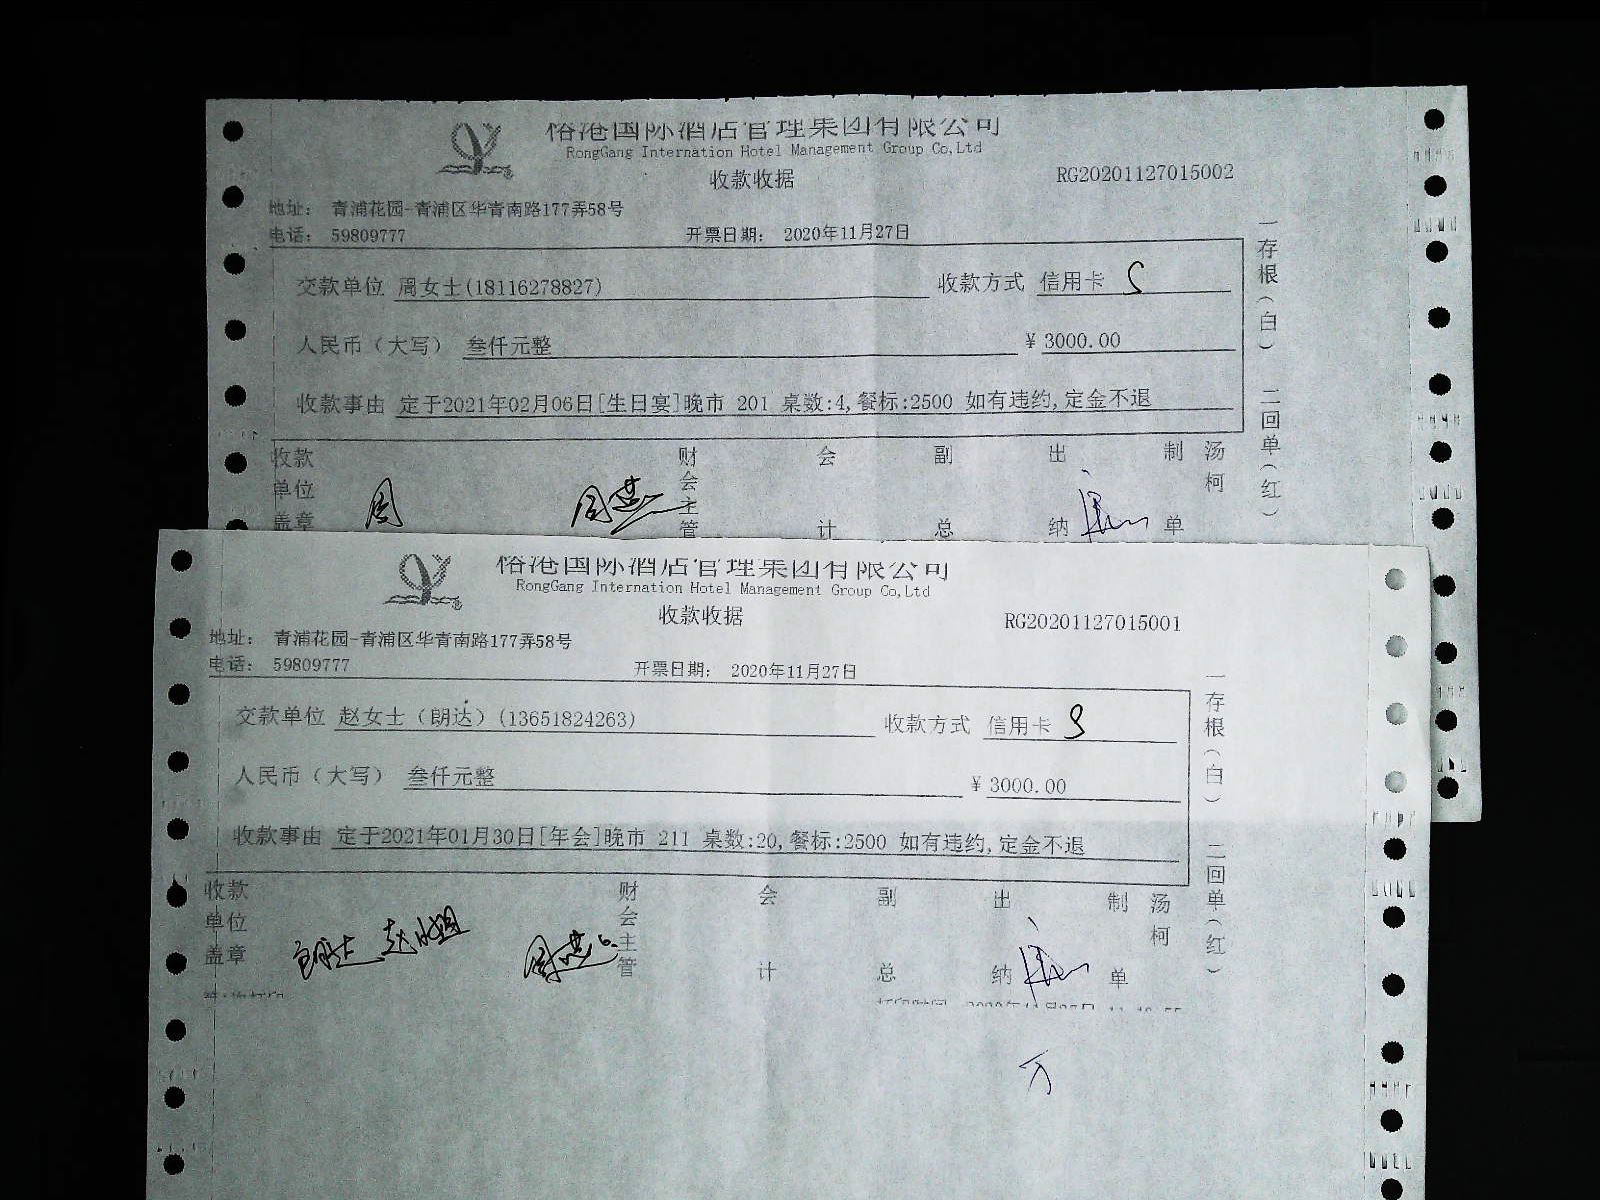 榕港国际酒店管理集团有限公司
RongGang Internation Hotel Management Group Co,Ltd
收款收据
RG20201127015002
地址： 青浦花园-青浦区华青南路177弄58号
电话： 59809777
开票日期： 2020年11月27日
交款单位 周女士(18116278827)
收款方式 信用卡
人民币（大写） 叁仟元整
¥ 3000.00
收款事由 定于2021年02月06日[生日宴]晚市 201 桌数:4,餐标:2500 如有违约,定金不退
一存根（白） 二回单（红）
收款单位盖章
周
周燕
财会主管
会计
副总
出纳
制单
汤柯
榕港国际酒店管理集团有限公司
RongGang Internation Hotel Management Group Co,Ltd
收款收据
RG20201127015001
地址： 青浦花园-青浦区华青南路177弄58号
电话： 59809777
开票日期： 2020年11月27日
交款单位 赵女士（朗达）(13651824263)
收款方式 信用卡
人民币（大写） 叁仟元整
¥ 3000.00
收款事由 定于2021年01月30日[年会]晚市 211 桌数:20,餐标:2500 如有违约,定金不退
一存根（白） 二回单（红）
收款单位盖章
朗达
周燕
财会主管
会计
副总
出纳
制单
汤柯